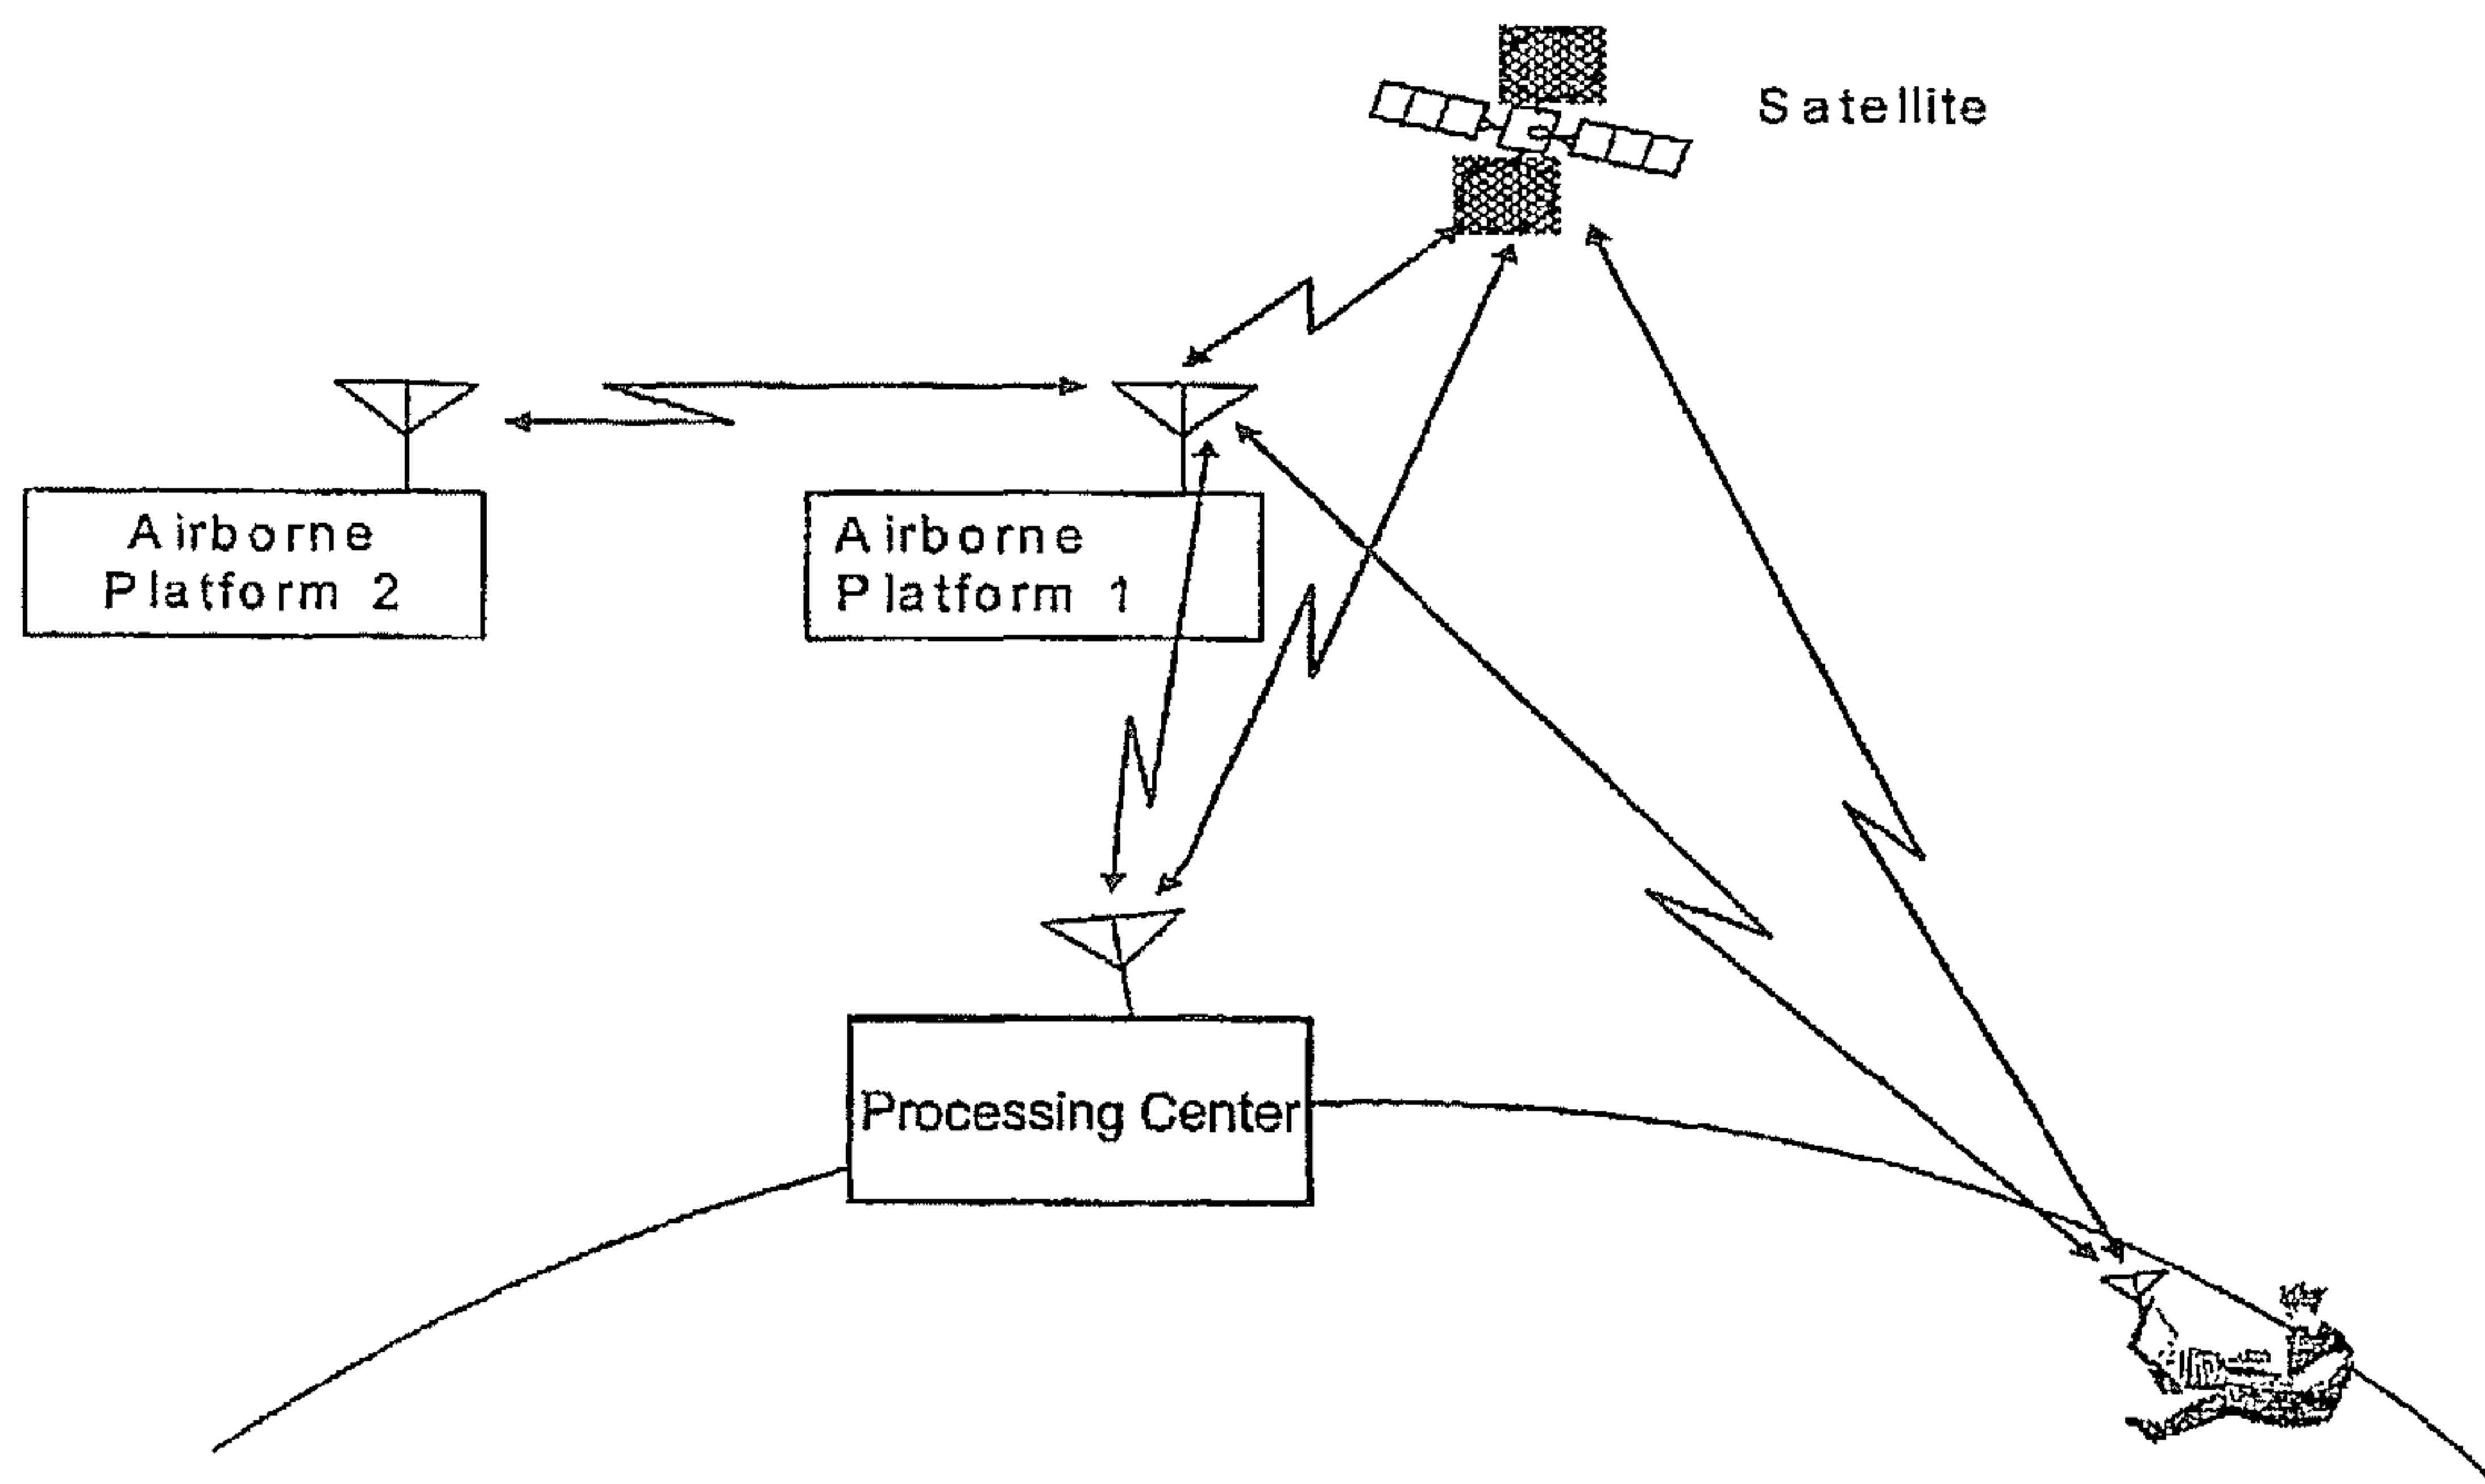 Satellite
Airborne
Platform 2
Airborne
Platform 1
Processing Center